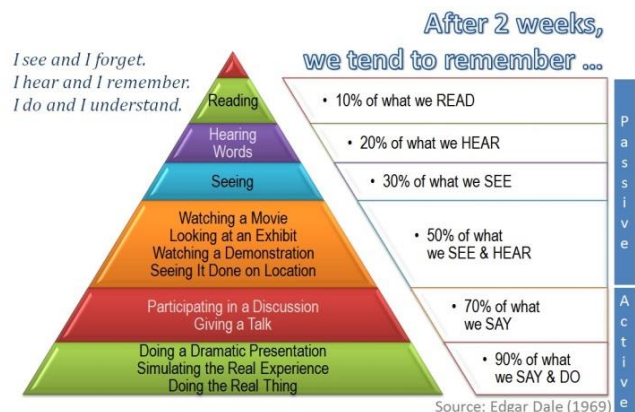 After 2 weeks,
we tend to remember ...
I see and I forget.
I hear and I remember.
I do and I understand.
Reading
• 10% of what we READ
Hearing
Words
• 20% of what we HEAR
Seeing
• 30% of what we SEE
Watching a Movie
Looking at an Exhibit
Watching a Demonstration
Seeing It Done on Location
• 50% of what
we SEE & HEAR
Participating in a Discussion
Giving a Talk
• 70% of what
we SAY
Doing a Dramatic Presentation
Simulating the Real Experience
Doing the Real Thing
• 90% of what
we SAY & DO
Passive
Active
Source: Edgar Dale (1969)